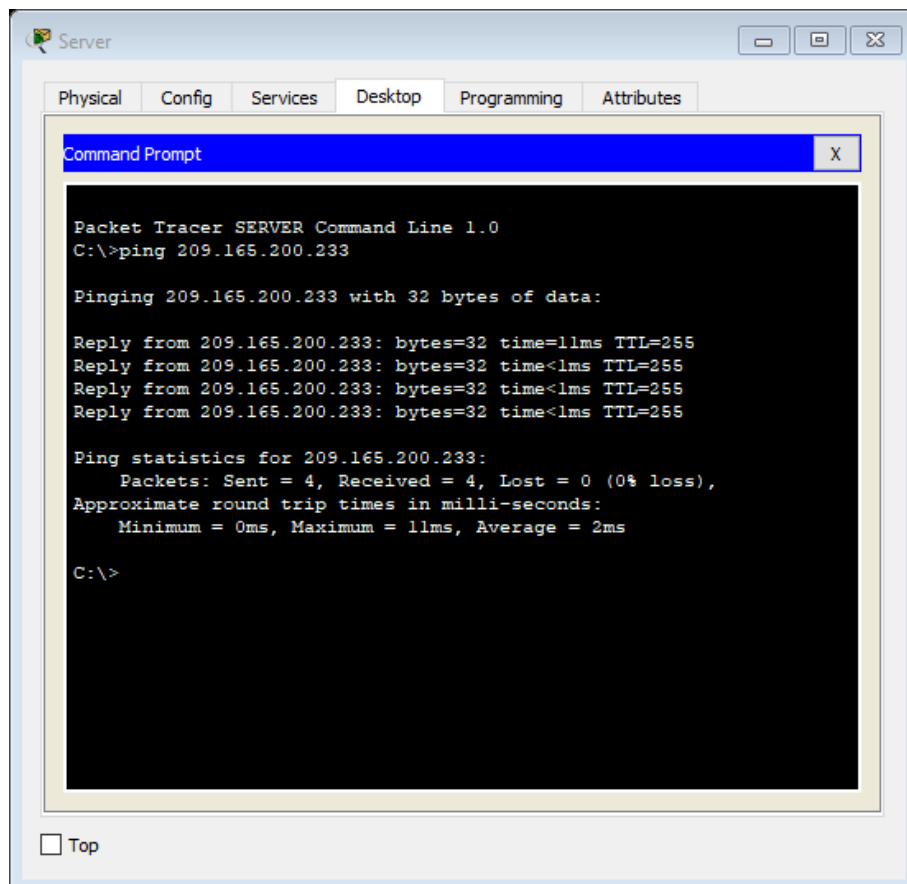 Server
Physical Config Services Desktop Programming Attributes
Command Prompt X
Packet Tracer SERVER Command Line 1.0
C:\>ping 209.165.200.233
Pinging 209.165.200.233 with 32 bytes of data:
Reply from 209.165.200.233: bytes=32 time=11ms TTL=255
Reply from 209.165.200.233: bytes=32 time<1ms TTL=255
Reply from 209.165.200.233: bytes=32 time<1ms TTL=255
Reply from 209.165.200.233: bytes=32 time<1ms TTL=255
Ping statistics for 209.165.200.233:
Packets: Sent = 4, Received = 4, Lost = 0 (0% loss),
Approximate round trip times in milli-seconds:
Minimum = 0ms, Maximum = 11ms, Average = 2ms
C:\>
Top